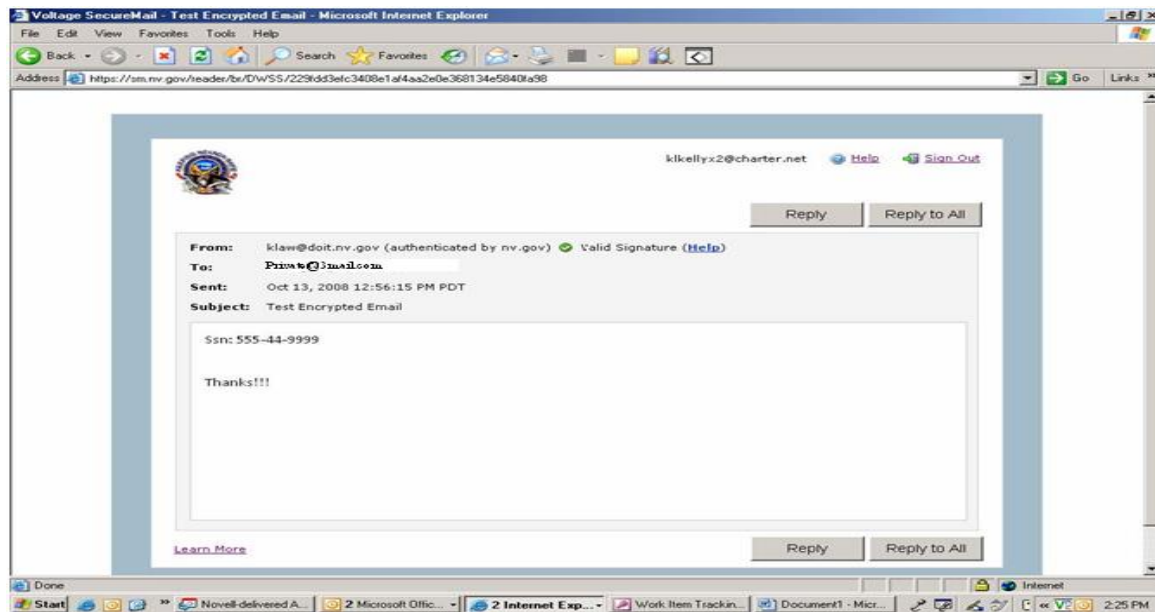 Voltage SecureMail - Test Encrypted Email - Microsoft Internet Explorer
File Edit View Favorites Tools Help
Back Search Favorites
Address https://sm.nv.gov/reader/br/DWSS/229fdd3efc3408e1af4aa2e0e368134e5840fa98 Go Links »
klkellyx2@charter.net Help Sign Out
Reply Reply to All
From: klaw@doit.nv.gov (authenticated by nv.gov) Valid Signature (Help)
To: Private@3mail.com
Sent: Oct 13, 2008 12:56:15 PM PDT
Subject: Test Encrypted Email
Ssn: 555-44-9999
Thanks!!!
Learn More Reply Reply to All
Done Internet
Start » Novell-delivered A... 2 Microsoft Offic... 2 Internet Exp... Work Item Trackin... Document1 - Micr... 2:25 PM